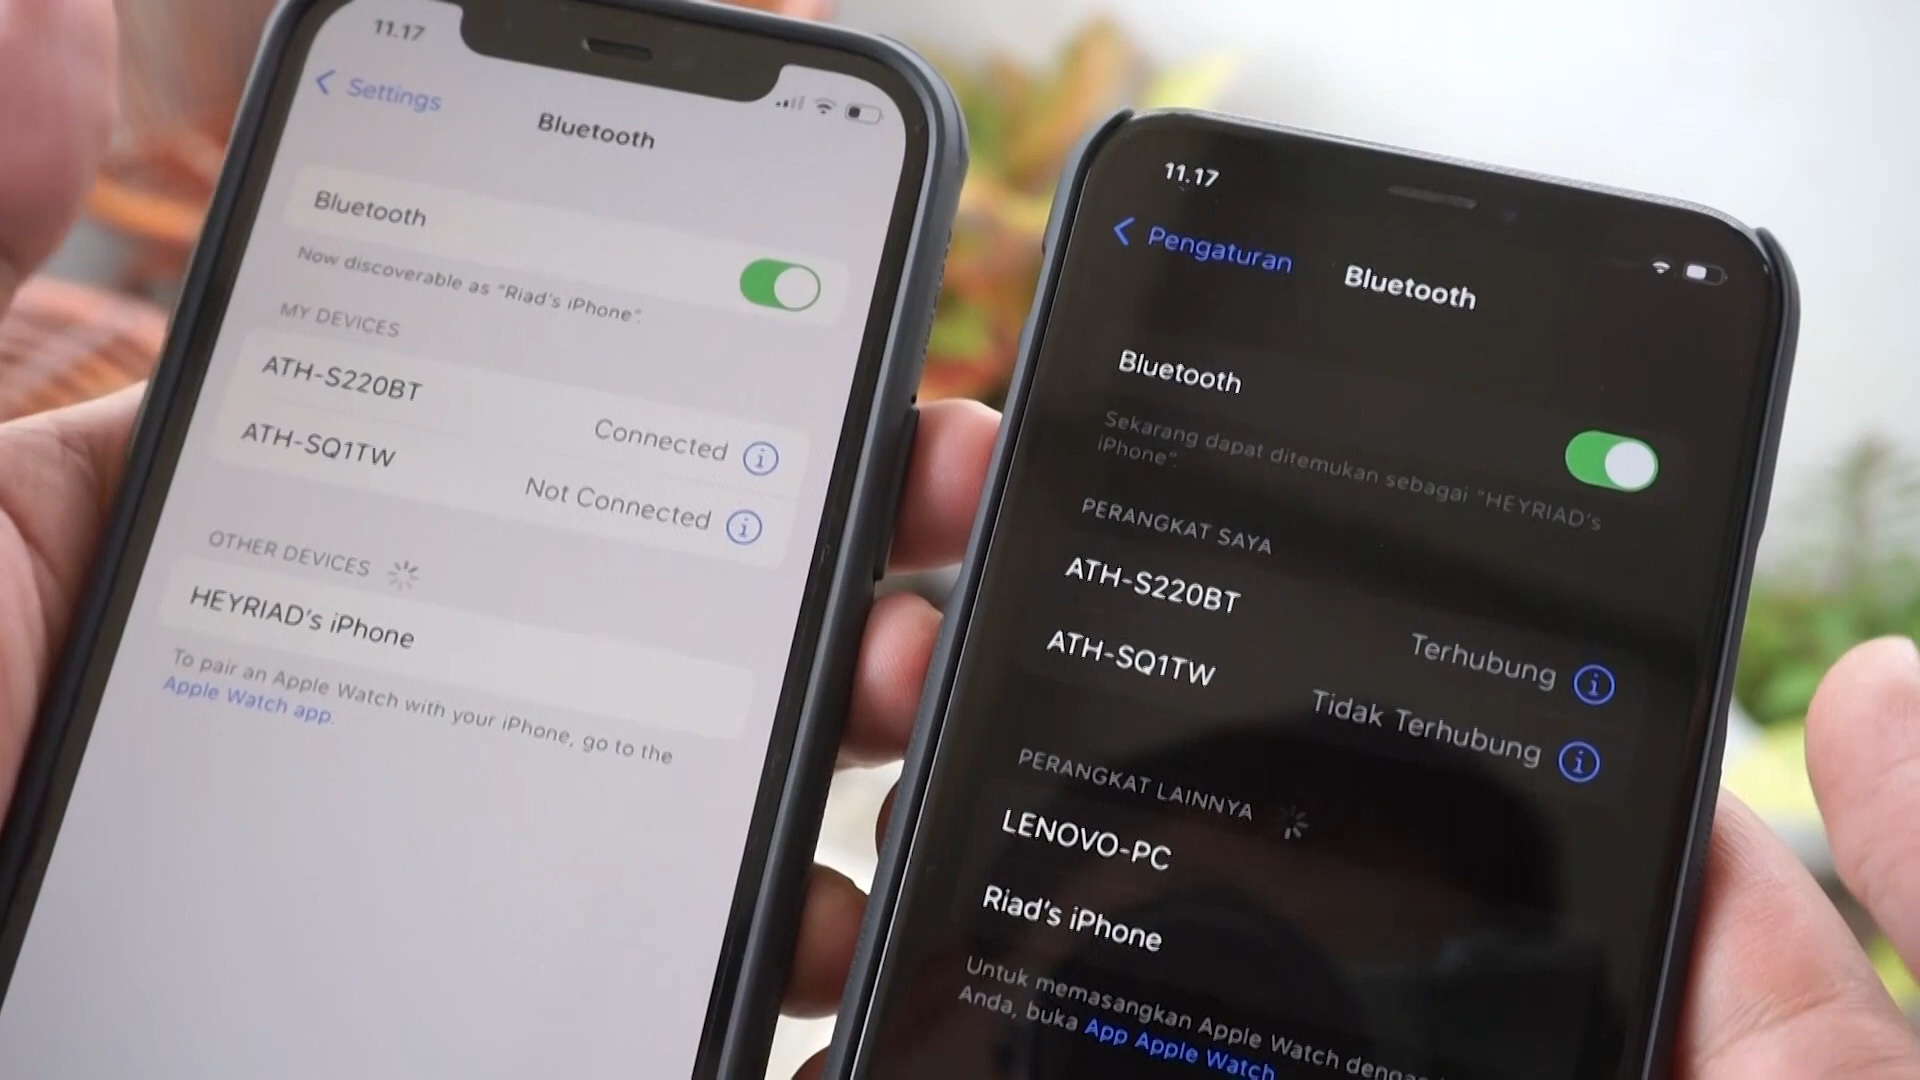 11.17
Settings
Bluetooth
Bluetooth
Now discoverable as “Riad’s iPhone”.
MY DEVICES
ATH-S220BT
Connected
ATH-SQ1TW
Not Connected
OTHER DEVICES
HEYRIAD’s iPhone
To pair an Apple Watch with your iPhone, go to the
Apple Watch app.
11.17
Pengaturan
Bluetooth
Bluetooth
Sekarang dapat ditemukan sebagai “HEYRIAD’s
iPhone”.
PERANGKAT SAYA
ATH-S220BT
Terhubung
ATH-SQ1TW
Tidak Terhubung
PERANGKAT LAINNYA
LENOVO-PC
Riad’s iPhone
Untuk memasangkan Apple Watch
Anda, buka App Apple Watch